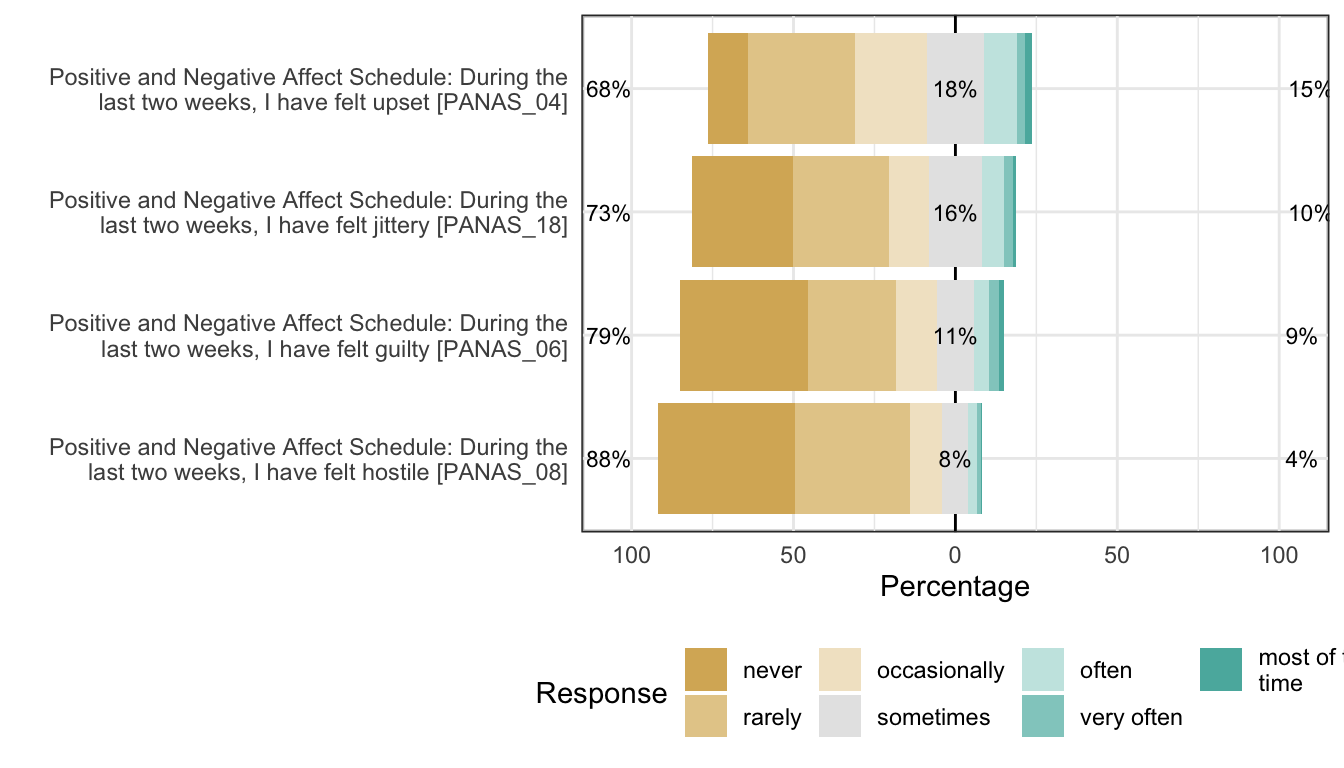 Positive and Negative Affect Schedule: During the
last two weeks, I have felt upset [PANAS_04]
68%
18%
15%
Positive and Negative Affect Schedule: During the
last two weeks, I have felt jittery [PANAS_18]
73%
16%
10%
Positive and Negative Affect Schedule: During the
last two weeks, I have felt guilty [PANAS_06]
79%
11%
9%
Positive and Negative Affect Schedule: During the
last two weeks, I have felt hostile [PANAS_08]
88%
8%
4%
100 50 0 50 100
Percentage
Response
never
rarely
occasionally
sometimes
often
very often
most of
time